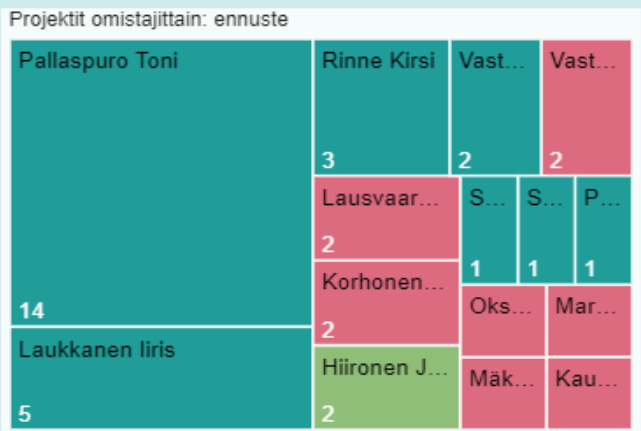 Projektit omistajittain: ennuste
Pallaspuro Toni
14
Laukkanen Iiris
5
Rinne Kirsi
3
Vast...
2
Vast...
2
Lausvaar...
2
Korhonen...
2
Hiironen J...
2
S...
1
S...
1
P...
1
Oks...
Mar...
Mäk...
Kau...